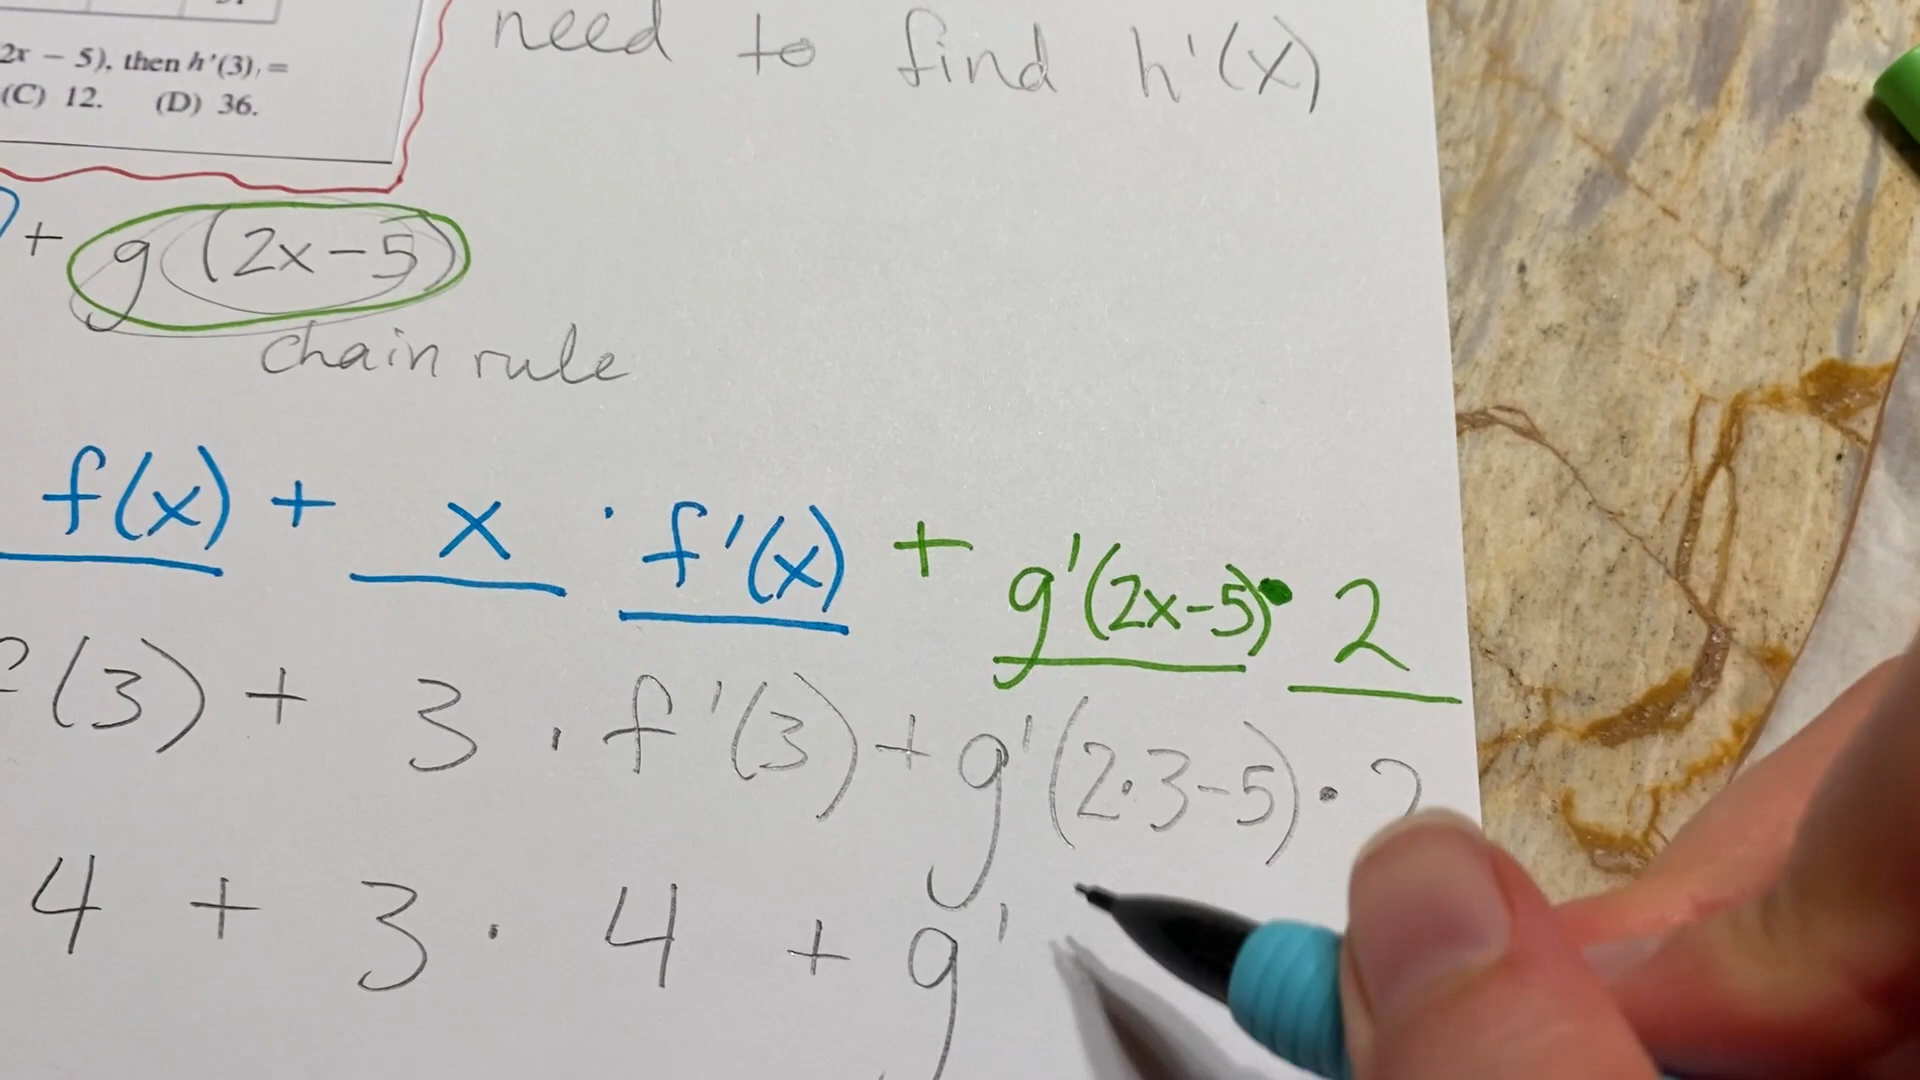 need to find h'(x)
2x − 5), then h'(3), =
(C) 12. (D) 36.
+ g (2x-5)
chain rule
f(x) + x · f'(x) + g'(2x-5) • 2
(3) + 3 · f'(3) + g'(2·3-5) · 2
4 + 3 · 4 + g'